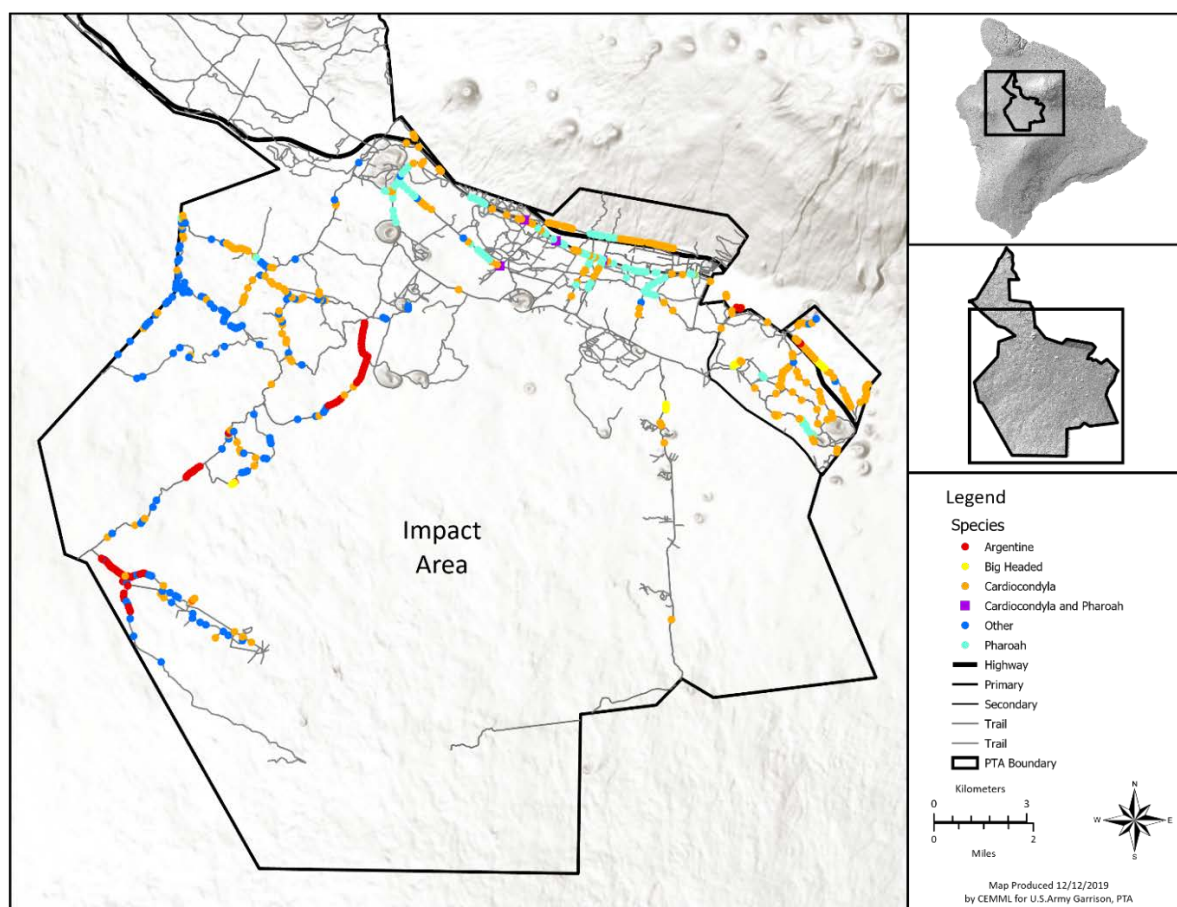 Impact
Area
Legend
Species
Argentine
Big Headed
Cardiocondyla
Cardiocondyla and Pharoah
Other
Pharoah
Highway
Primary
Secondary
Trail
Trail
PTA Boundary
Kilometers
0 3
0 2
Miles
N
W E
S
Map Produced 12/12/2019
by CEMML for U.S.Army Garrison, PTA